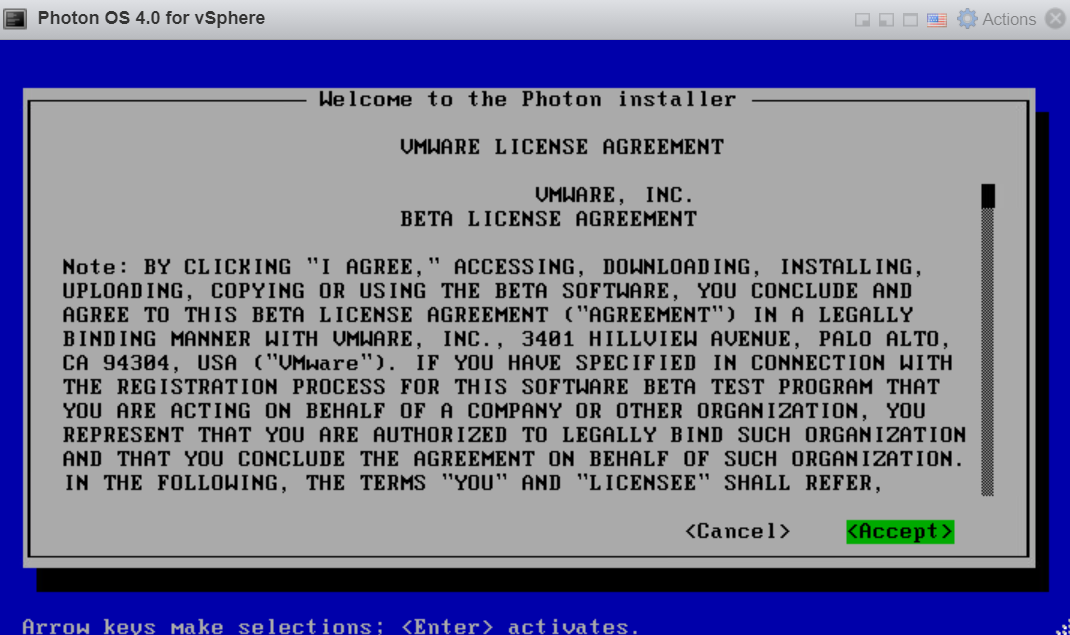 Photon OS 4.0 for vSphere
Actions
Welcome to the Photon installer
VMWARE LICENSE AGREEMENT
VMWARE, INC.
BETA LICENSE AGREEMENT
Note: BY CLICKING "I AGREE," ACCESSING, DOWNLOADING, INSTALLING,
UPLOADING, COPYING OR USING THE BETA SOFTWARE, YOU CONCLUDE AND
AGREE TO THIS BETA LICENSE AGREEMENT ("AGREEMENT") IN A LEGALLY
BINDING MANNER WITH VMWARE, INC., 3401 HILLVIEW AVENUE, PALO ALTO,
CA 94304, USA ("VMware"). IF YOU HAVE SPECIFIED IN CONNECTION WITH
THE REGISTRATION PROCESS FOR THIS SOFTWARE BETA TEST PROGRAM THAT
YOU ARE ACTING ON BEHALF OF A COMPANY OR OTHER ORGANIZATION, YOU
REPRESENT THAT YOU ARE AUTHORIZED TO LEGALLY BIND SUCH ORGANIZATION
AND THAT YOU CONCLUDE THE AGREEMENT ON BEHALF OF SUCH ORGANIZATION.
IN THE FOLLOWING, THE TERMS "YOU" AND "LICENSEE" SHALL REFER,
<Cancel> <Accept>
Arrow keys make selections; <Enter> activates.